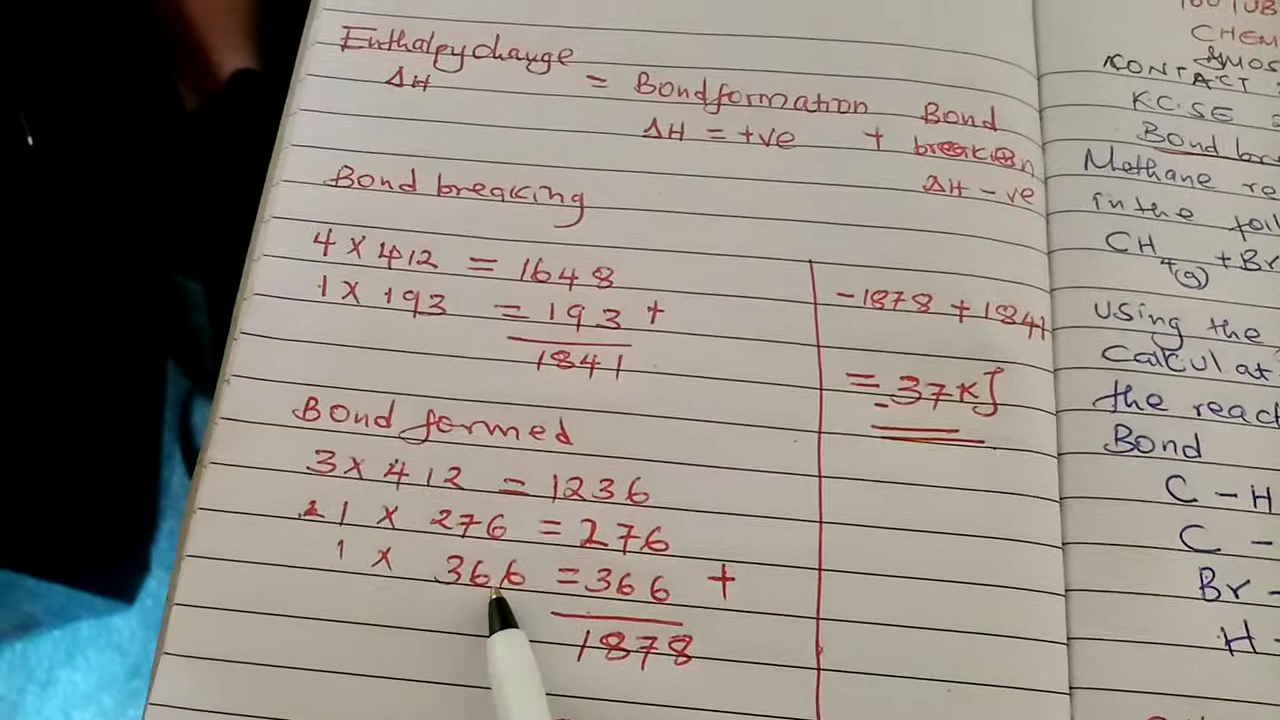 Enthalpy change = Bond formation + Bond breaking
ΔH ΔH = +ve ΔH - ve
Bond breaking
4 x 412 = 1648
1 x 193 = 193 +
1841
Bond formed
3 x 412 = 1236
1 x 276 = 276
1 x 366 = 366 +
1878
-1878 + 1841
= -37 KJ
CHEM
CONTACT
K.C.S.E
Bond br
Methane re
in the
CH4(g) + Br
Using the
Calculat
the react
Bond
C - H
C -
Br -
H -